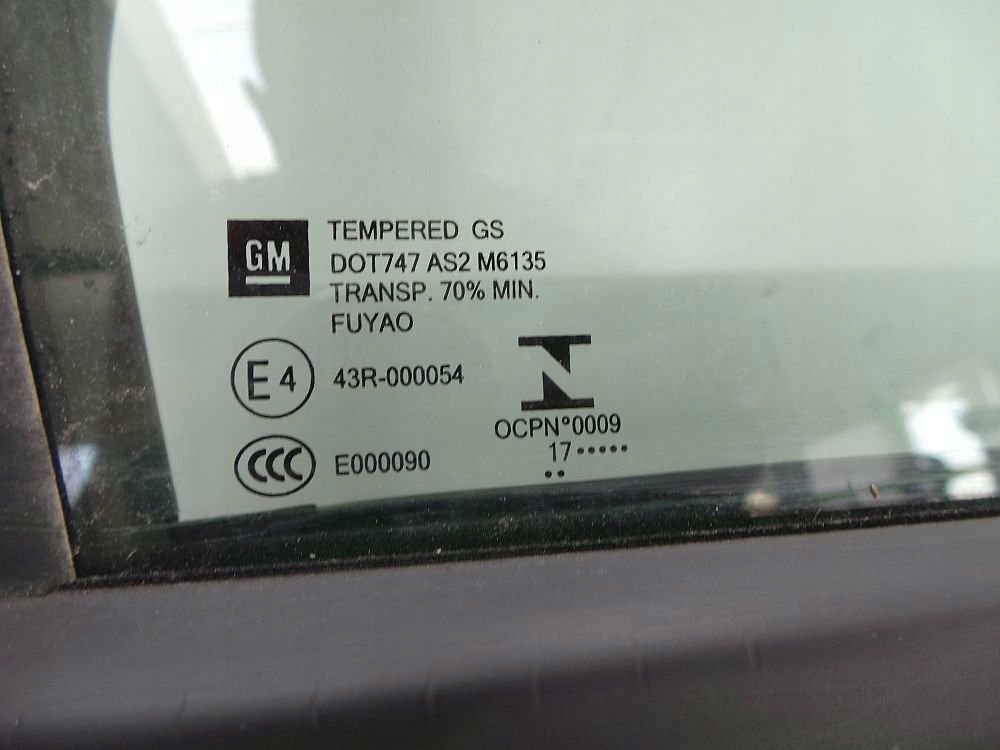 GM
TEMPERED GS
DOT747 AS2 M6135
TRANSP. 70% MIN.
FUYAO
E4 43R-000054
OCPN°0009
17•••••
••
CCC E000090